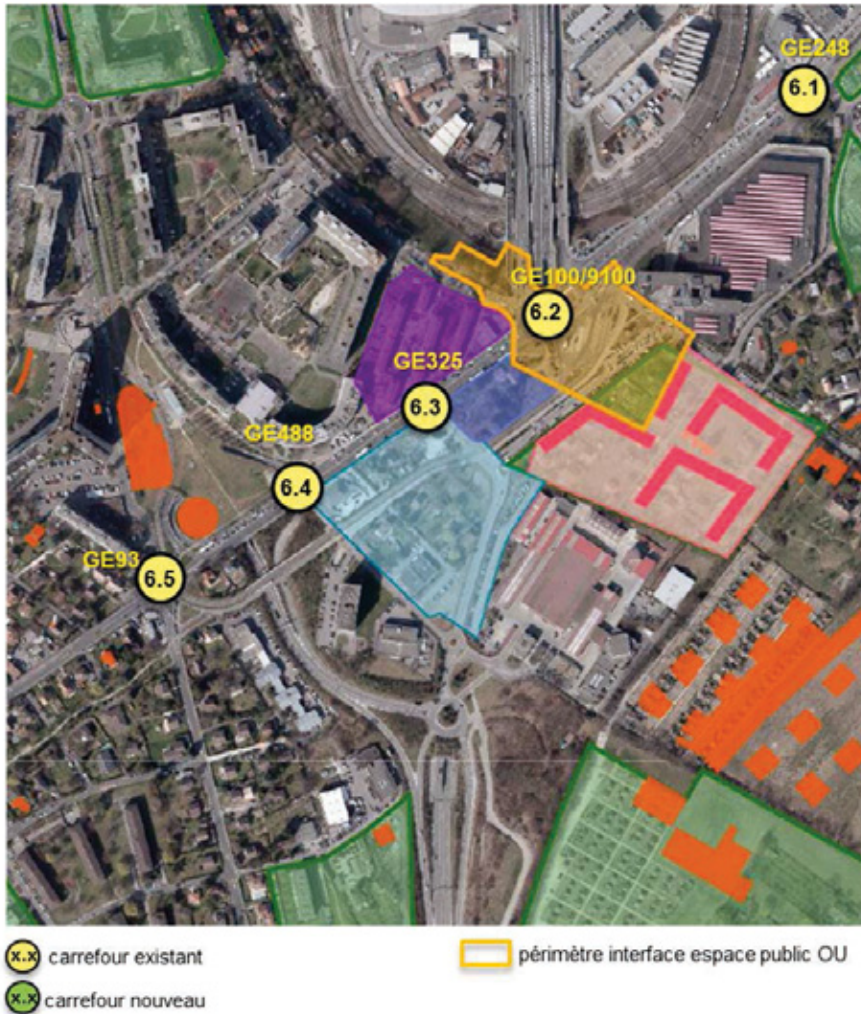 GE248
6.1
GE100/9100
6.2
GE325
6.3
GE488
6.4
GE93
6.5
x.x carrefour existant
périmètre interface espace public OU
x.x carrefour nouveau